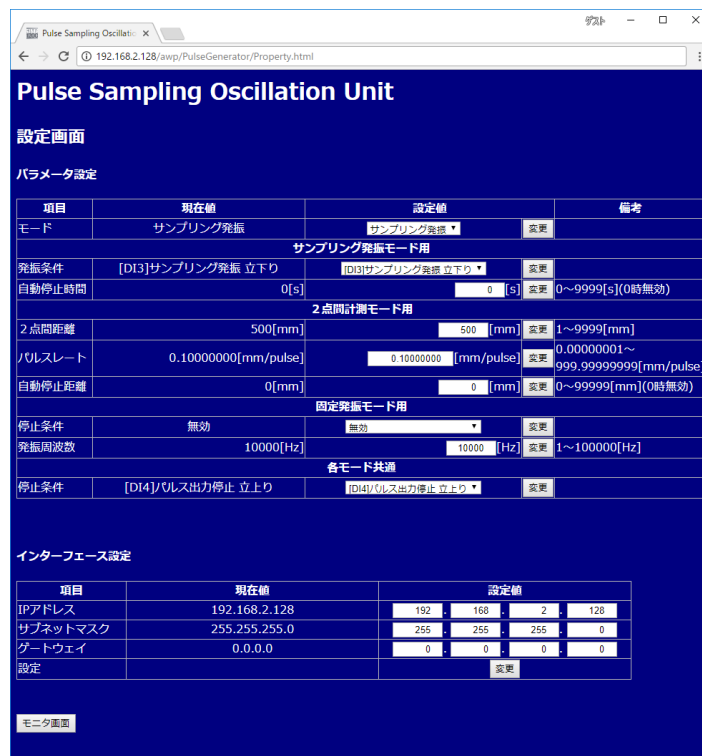 ゲスト
Pulse Sampling Oscillatio
192.168.2.128/awp/PulseGenerator/Property.html
Pulse Sampling Oscillation Unit
設定画面
パラメータ設定
項目 現在値 設定値 備考
モード サンプリング発振 サンプリング発振 変更
サンプリング発振モード用
発振条件 [DI3]サンプリング発振 立下り [DI3]サンプリング発振 立下り 変更
自動停止時間 0[s] 0 [s] 変更 0～9999[s](0時無効)
２点間計測モード用
２点間距離 500[mm] 500 [mm] 変更 1～9999[mm]
パルスレート 0.10000000[mm/pulse] 0.10000000 [mm/pulse] 変更 0.00000001～
999.99999999[mm/pulse]
自動停止距離 0[mm] 0 [mm] 変更 0～99999[mm](0時無効)
固定発振モード用
停止条件 無効 無効 変更
発振周波数 10000[Hz] 10000 [Hz] 変更 1～100000[Hz]
各モード共通
停止条件 [DI4]パルス出力停止 立上り [DI4]パルス出力停止 立上り 変更
インターフェース設定
項目 現在値 設定値
IPアドレス 192.168.2.128 192 . 168 . 2 . 128
サブネットマスク 255.255.255.0 255 . 255 . 255 . 0
ゲートウェイ 0.0.0.0 0 . 0 . 0 . 0
設定 変更
モニタ画面